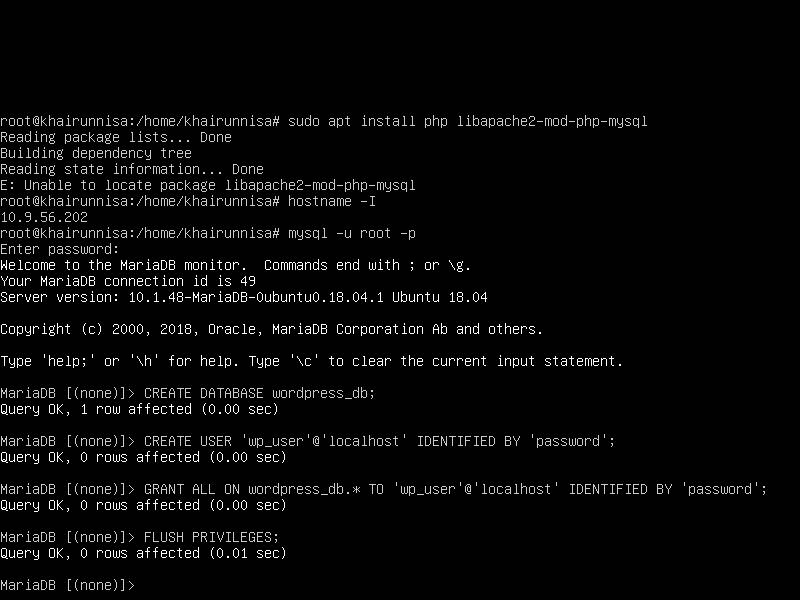 root@khairunnisa:/home/khairunnisa# sudo apt install php libapache2-mod-php-mysql
Reading package lists... Done
Building dependency tree
Reading state information... Done
E: Unable to locate package libapache2-mod-php-mysql
root@khairunnisa:/home/khairunnisa# hostname -I
10.9.56.202
root@khairunnisa:/home/khairunnisa# mysql -u root -p
Enter password:
Welcome to the MariaDB monitor.  Commands end with ; or \g.
Your MariaDB connection id is 49
Server version: 10.1.48-MariaDB-0ubuntu0.18.04.1 Ubuntu 18.04
Copyright (c) 2000, 2018, Oracle, MariaDB Corporation Ab and others.
Type 'help;' or '\h' for help. Type '\c' to clear the current input statement.
MariaDB [(none)]> CREATE DATABASE wordpress_db;
Query OK, 1 row affected (0.00 sec)
MariaDB [(none)]> CREATE USER 'wp_user'@'localhost' IDENTIFIED BY 'password';
Query OK, 0 rows affected (0.00 sec)
MariaDB [(none)]> GRANT ALL ON wordpress_db.* TO 'wp_user'@'localhost' IDENTIFIED BY 'password';
Query OK, 0 rows affected (0.00 sec)
MariaDB [(none)]> FLUSH PRIVILEGES;
Query OK, 0 rows affected (0.01 sec)
MariaDB [(none)]>